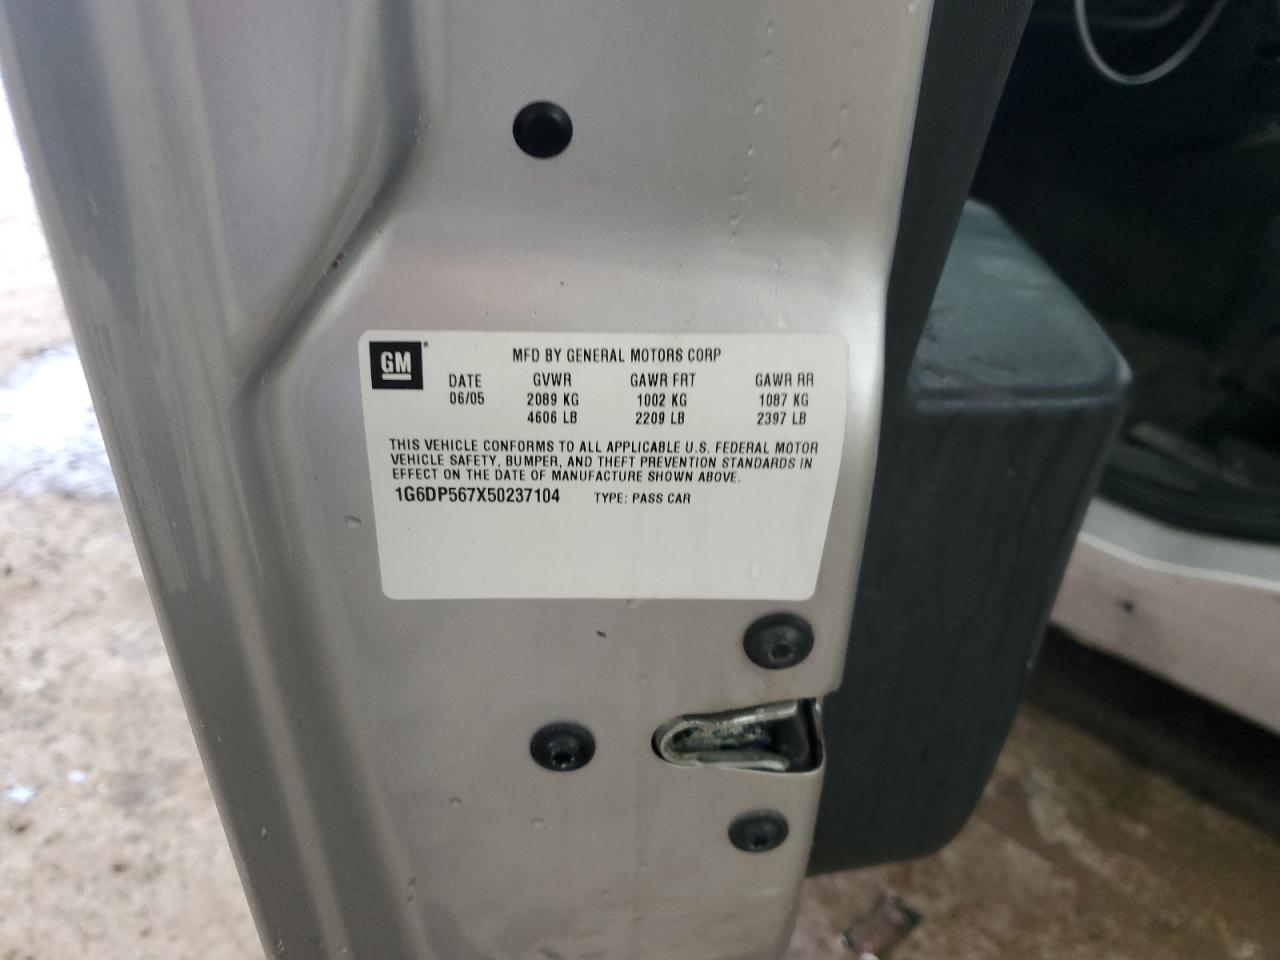 GM ®
MFD BY GENERAL MOTORS CORP
DATE GVWR GAWR FRT GAWR RR
06/05 2089 KG 1002 KG 1087 KG
4606 LB 2209 LB 2397 LB
THIS VEHICLE CONFORMS TO ALL APPLICABLE U.S. FEDERAL MOTOR
VEHICLE SAFETY, BUMPER, AND THEFT PREVENTION STANDARDS IN
EFFECT ON THE DATE OF MANUFACTURE SHOWN ABOVE.
1G6DP567X50237104 TYPE: PASS CAR